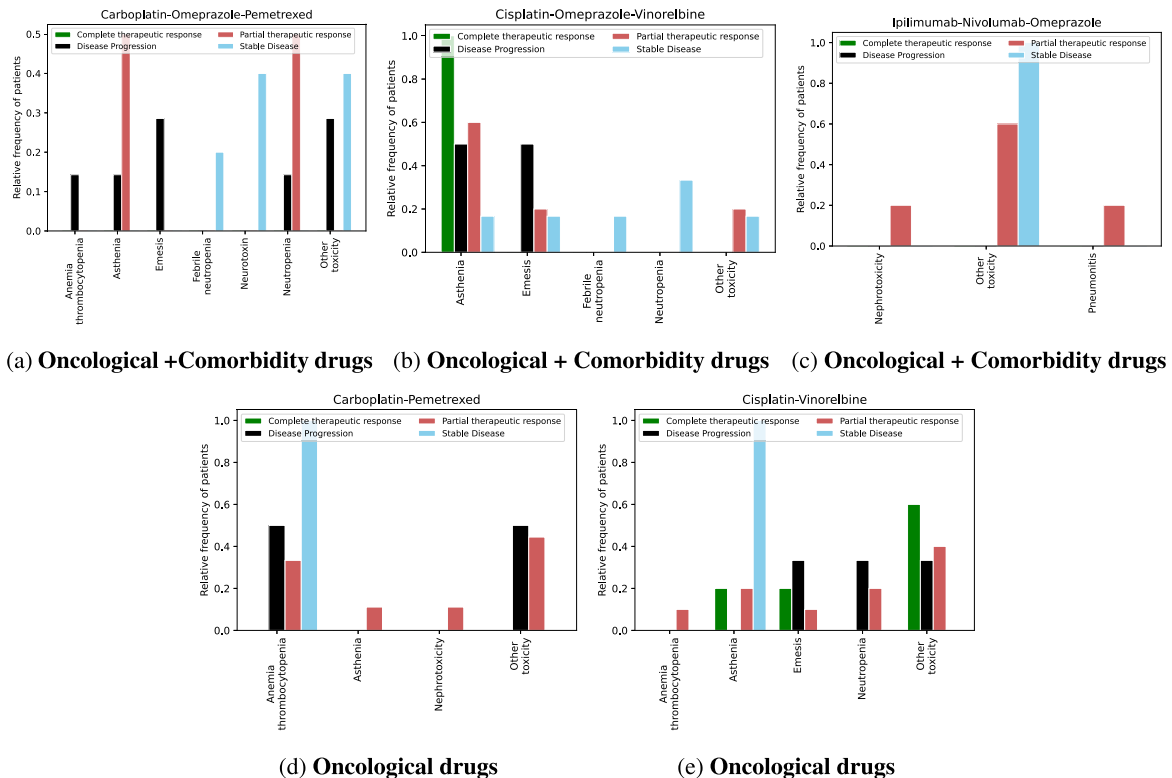 Carboplatin-Omeprazole-Pemetrexed
Complete therapeutic response
Disease Progression
Partial therapeutic response
Stable Disease
Relative frequency of patients
0.5
0.4
0.3
0.2
0.1
0.0
Anemia
thrombocytopenia
Asthenia
Emesis
Febrile
neutropenia
Neurotoxin
Neutropenia
Other
toxicity
(a) Oncological +Comorbidity drugs
Cisplatin-Omeprazole-Vinorelbine
Complete therapeutic response
Disease Progression
Partial therapeutic response
Stable Disease
Relative frequency of patients
1.0
0.8
0.6
0.4
0.2
0.0
Asthenia
Emesis
Febrile
neutropenia
Neutropenia
Other
toxicity
(b) Oncological + Comorbidity drugs
Ipilimumab-Nivolumab-Omeprazole
Complete therapeutic response
Disease Progression
Partial therapeutic response
Stable Disease
Relative frequency of patients
1.0
0.8
0.6
0.4
0.2
0.0
Nephrotoxicity
Other
toxicity
Pneumonitis
(c) Oncological + Comorbidity drugs
Carboplatin-Pemetrexed
Complete therapeutic response
Disease Progression
Partial therapeutic response
Stable Disease
Relative frequency of patients
1.0
0.8
0.6
0.4
0.2
0.0
Anemia
thrombocytopenia
Asthenia
Nephrotoxicity
Other
toxicity
(d) Oncological drugs
Cisplatin-Vinorelbine
Complete therapeutic response
Disease Progression
Partial therapeutic response
Stable Disease
Relative frequency of patients
1.0
0.8
0.6
0.4
0.2
0.0
Anemia
thrombocytopenia
Asthenia
Emesis
Neutropenia
Other
toxicity
(e) Oncological drugs